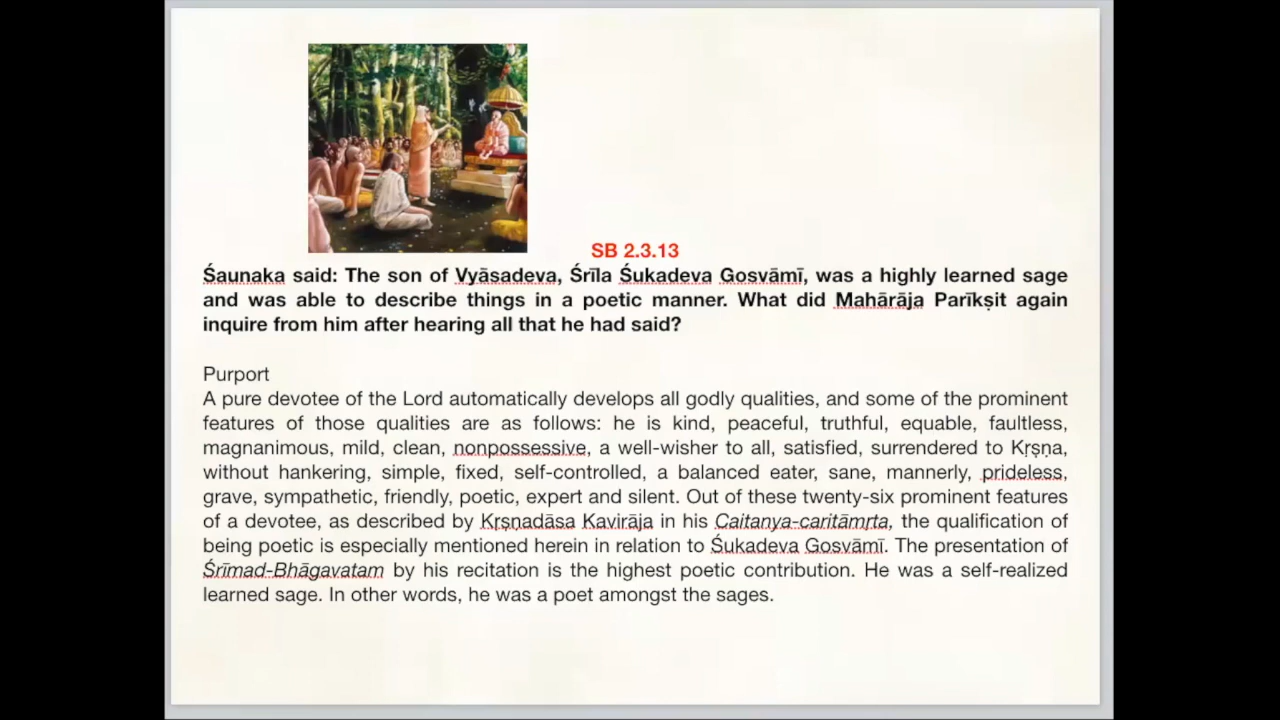 SB 2.3.13
Śaunaka said: The son of Vyāsadeva, Śrīla Śukadeva Gosvāmī, was a highly learned sage
and was able to describe things in a poetic manner. What did Mahārāja Parīkṣit again
inquire from him after hearing all that he had said?
Purport
A pure devotee of the Lord automatically develops all godly qualities, and some of the prominent
features of those qualities are as follows: he is kind, peaceful, truthful, equable, faultless,
magnanimous, mild, clean, nonpossessive, a well-wisher to all, satisfied, surrendered to Kṛṣṇa,
without hankering, simple, fixed, self-controlled, a balanced eater, sane, mannerly, prideless,
grave, sympathetic, friendly, poetic, expert and silent. Out of these twenty-six prominent features
of a devotee, as described by Kṛṣṇadāsa Kavirāja in his Caitanya-caritāmṛta, the qualification of
being poetic is especially mentioned herein in relation to Śukadeva Gosvāmī. The presentation of
Śrīmad-Bhāgavatam by his recitation is the highest poetic contribution. He was a self-realized
learned sage. In other words, he was a poet amongst the sages.